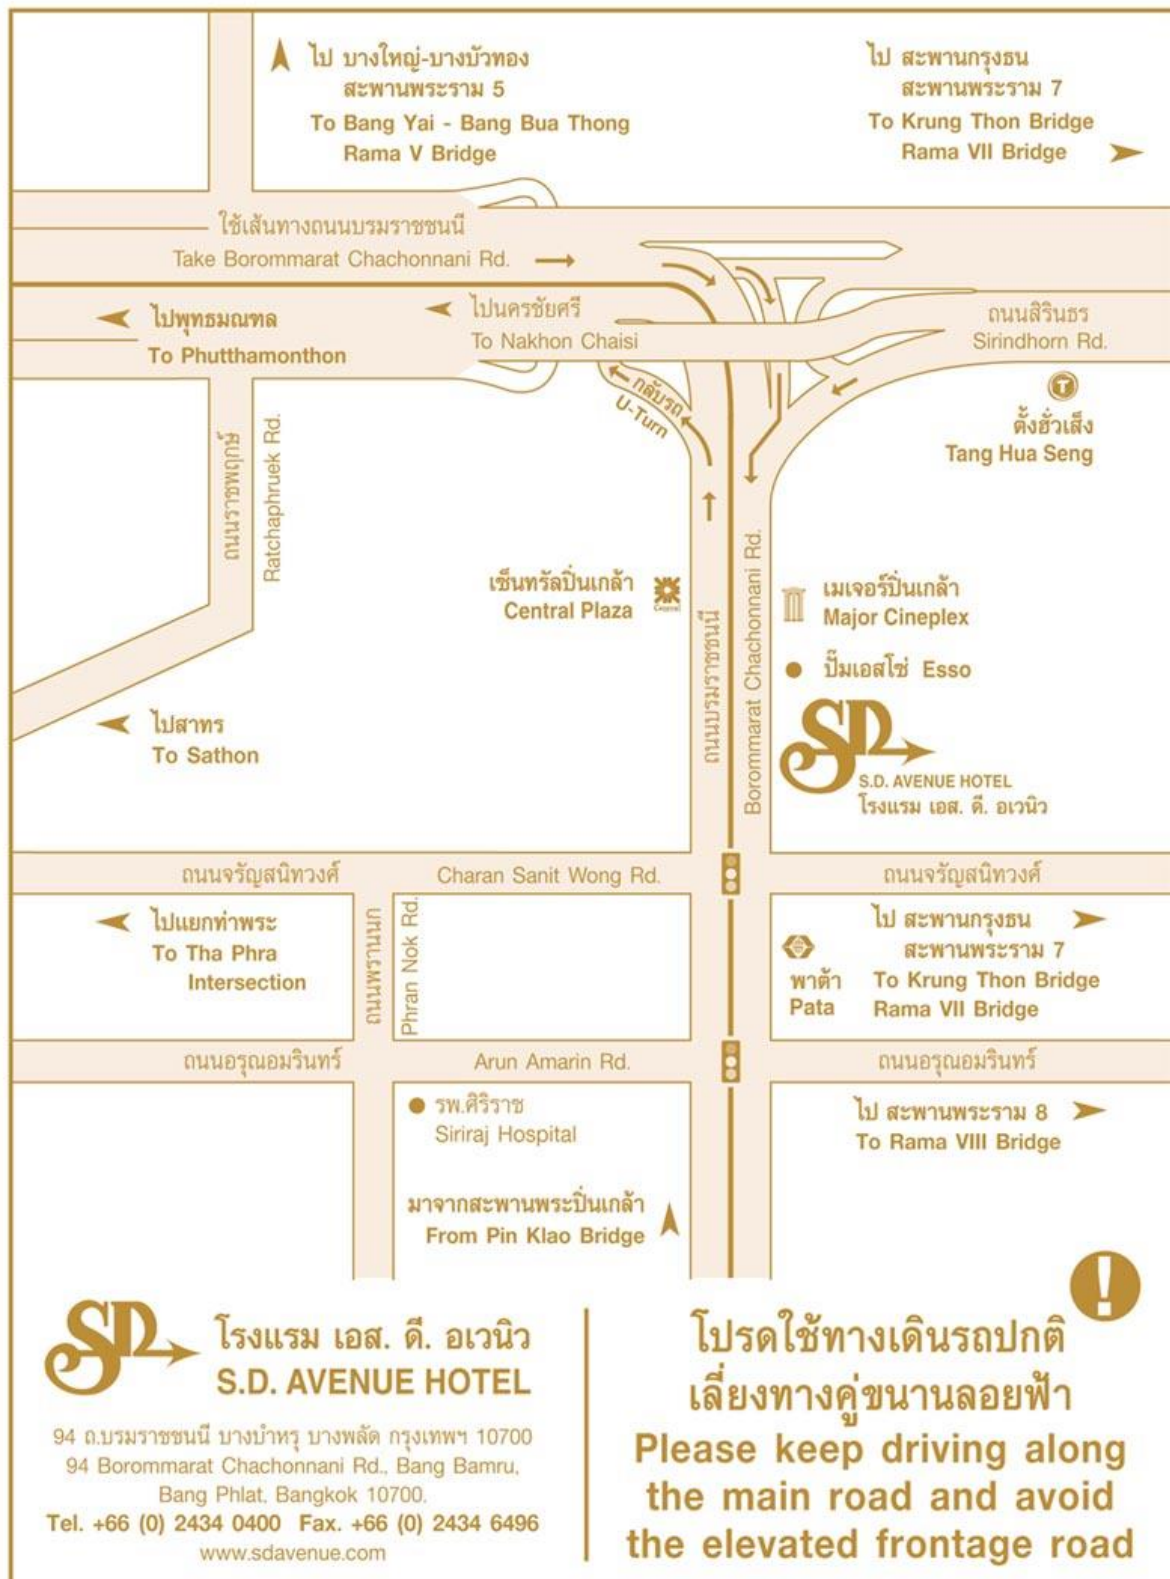 ไป บางใหญ่-บางบัวทอง
สะพานพระราม 5
To Bang Yai - Bang Bua Thong
Rama V Bridge
ไป สะพานกรุงธน
สะพานพระราม 7
To Krung Thon Bridge
Rama VII Bridge
ใช้เส้นทางถนนบรมราชชนนี
Take Borommarat Chachonnani Rd.
ไปพุทธมณฑล
To Phutthamonthon
ไปนครชัยศรี
To Nakhon Chaisi
ถนนสิรินธร
Sirindhorn Rd.
กลับรถ
U-Turn
T
ตั้งฮั่วเส็ง
Tang Hua Seng
ถนนราชพฤกษ์
Ratchaphruek Rd.
เซ็นทรัลปิ่นเกล้า
Central Plaza
Central
ถนนบรมราชชนนี
Borommarat Chachonnani Rd.
เมเจอร์ปิ่นเกล้า
Major Cineplex
ปั๊มเอสโซ่ Esso
ไปสาทร
To Sathon
SD
S.D. AVENUE HOTEL
โรงแรม เอส. ดี. อเวนิว
ถนนจรัญสนิทวงศ์
Charan Sanit Wong Rd.
ถนนจรัญสนิทวงศ์
ไปแยกท่าพระ
To Tha Phra
Intersection
ถนนพรานนก
Phran Nok Rd.
พาต้า
Pata
ไป สะพานกรุงธน
สะพานพระราม 7
To Krung Thon Bridge
Rama VII Bridge
ถนนอรุณอมรินทร์
Arun Amarin Rd.
ถนนอรุณอมรินทร์
รพ.ศิริราช
Siriraj Hospital
ไป สะพานพระราม 8
To Rama VIII Bridge
มาจากสะพานพระปิ่นเกล้า
From Pin Klao Bridge
SD
โรงแรม เอส. ดี. อเวนิว
S.D. AVENUE HOTEL
94 ถ.บรมราชชนนี บางบำหรุ บางพลัด กรุงเทพฯ 10700
94 Borommarat Chachonnani Rd., Bang Bamru,
Bang Phlat, Bangkok 10700.
Tel. +66 (0) 2434 0400 Fax. +66 (0) 2434 6496
www.sdavenue.com
!
โปรดใช้ทางเดินรถปกติ
เลี่ยงทางคู่ขนานลอยฟ้า
Please keep driving along
the main road and avoid
the elevated frontage road